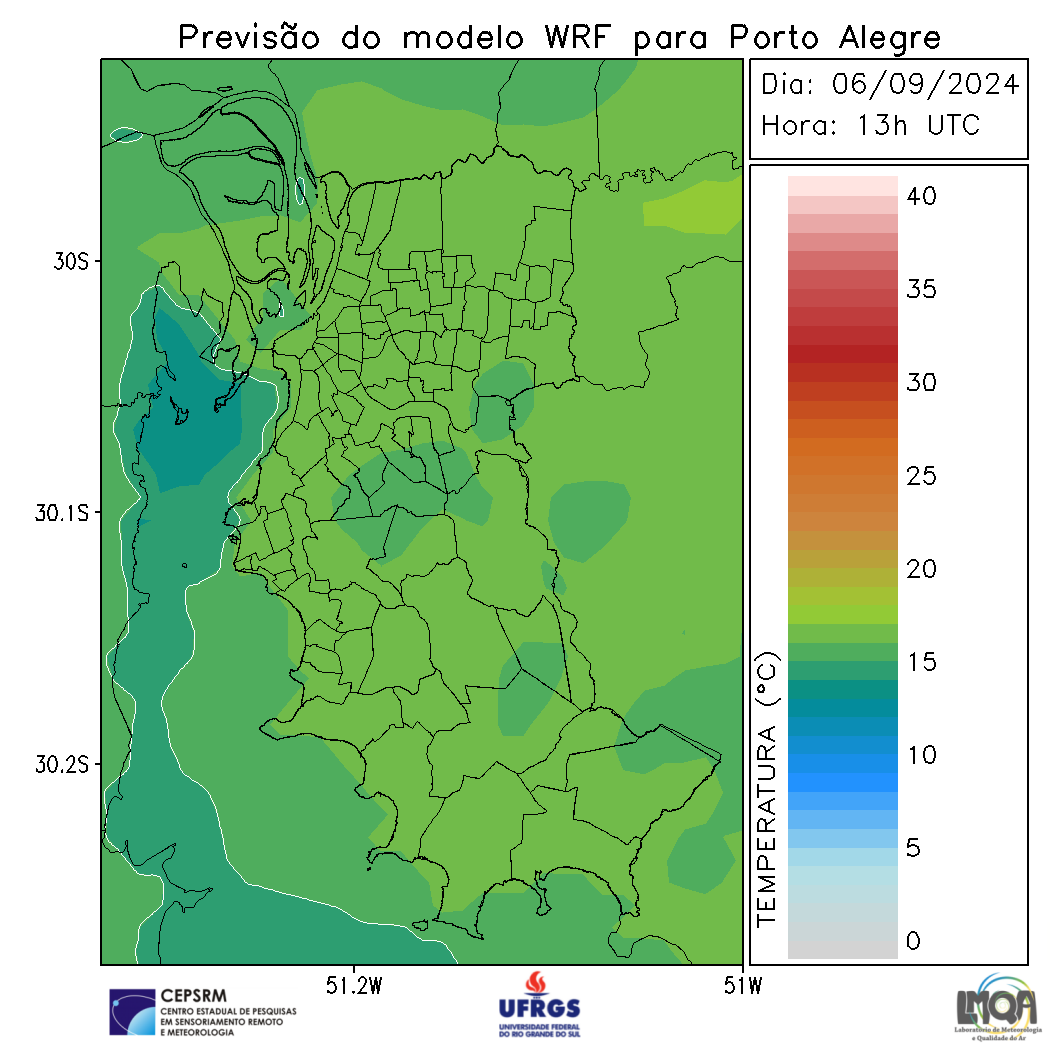 Previsão do modelo WRF para Porto Alegre
Dia: 06/09/2024
Hora: 13h UTC
30S
30.1S
30.2S
51.2W
51W
TEMPERATURA (°C)
40
35
30
25
20
15
10
5
0
CEPSRM
CENTRO ESTADUAL DE PESQUISAS
EM SENSORIAMENTO REMOTO
E METEOROLOGIA
UFRGS
UNIVERSIDADE FEDERAL
DO RIO GRANDE DO SUL
LMQA
Laboratório de Meteorologia
e Qualidade do Ar